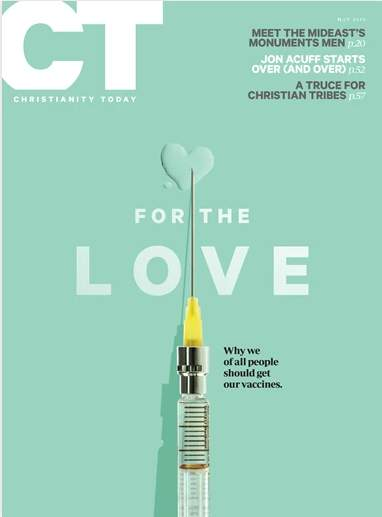 CT
CHRISTIANITY TODAY
MEET THE MIDEAST'S
MONUMENTS MEN p.20
JON ACUFF STARTS
OVER (AND OVER) p.52
A TRUCE FOR
CHRISTIAN TRIBES p.57
FOR THE
LOVE
Why we
of all people
should get
our vaccines.